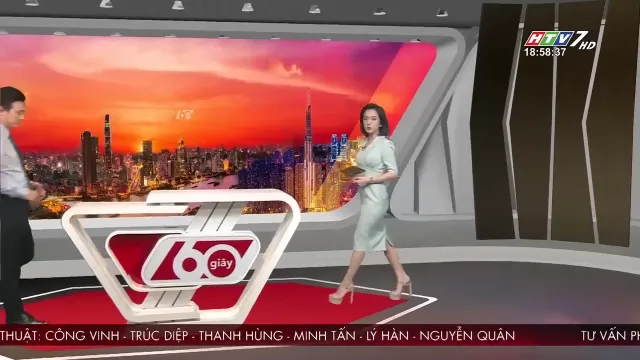 HTV7 HD
18:58:37
60
60 giây
THUẬT: CÔNG VINH - TRÚC DIỆP - THANH HÙNG - MINH TẤN - LÝ HÀN - NGUYỄN QUÂN TƯ VẤN PH